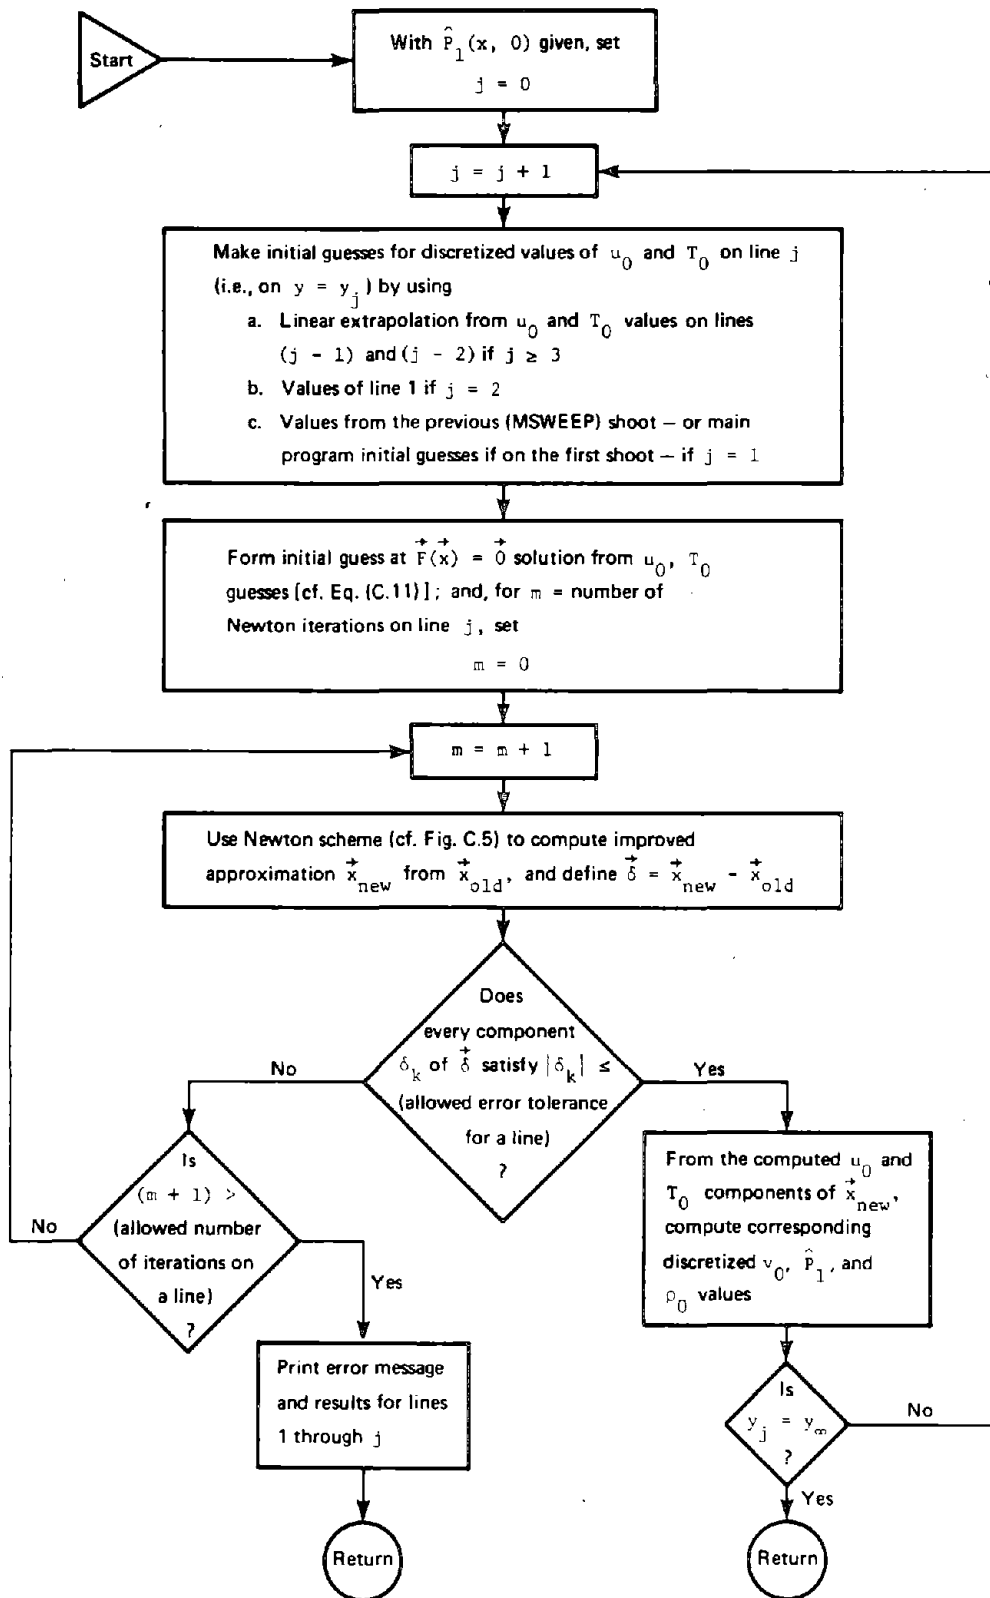 Start
With P̂₁(x, 0) given, set
j = 0
j = j + 1
Make initial guesses for discretized values of u₀ and T₀ on line j
(i.e., on y = yⱼ) by using
a. Linear extrapolation from u₀ and T₀ values on lines
(j - 1) and (j - 2) if j ≥ 3
b. Values of line 1 if j = 2
c. Values from the previous (MSWEEP) shoot — or main
program initial guesses if on the first shoot — if j = 1
Form initial guess at F⃗(x⃗) = 0⃗ solution from u₀, T₀
guesses [cf. Eq. (C.11)]; and, for m = number of
Newton iterations on line j, set
m = 0
m = m + 1
Use Newton scheme (cf. Fig. C.5) to compute improved
approximation x⃗_new from x⃗_old, and define δ⃗ = x⃗_new - x⃗_old
Does
every component
δₖ of δ⃗ satisfy |δₖ| ≤
(allowed error tolerance
for a line)
?
No
Yes
Is
(m + 1) >
(allowed number
of iterations on
a line)
?
No
Yes
Print error message
and results for lines
1 through j
Return
From the computed u₀ and
T₀ components of x⃗_new,
compute corresponding
discretized v₀, P̂₁, and
ρ₀ values
Is
yⱼ = y_∞
?
No
Yes
Return